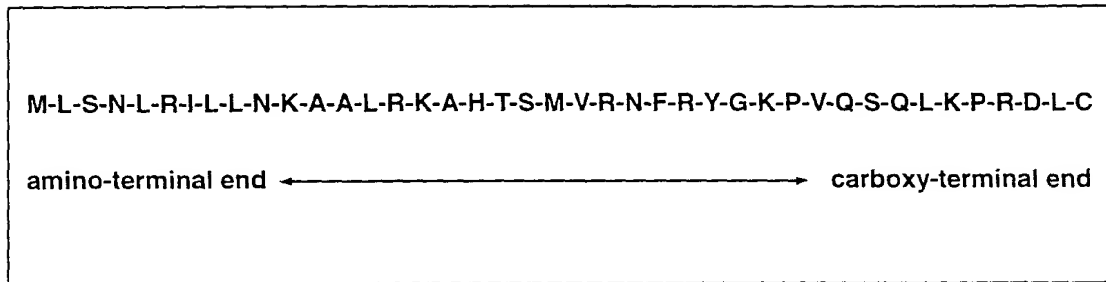 M-L-S-N-L-R-I-L-L-N-K-A-A-L-R-K-A-H-T-S-M-V-R-N-F-R-Y-G-K-P-V-Q-S-Q-L-K-P-R-D-L-C
amino-terminal end carboxy-terminal end